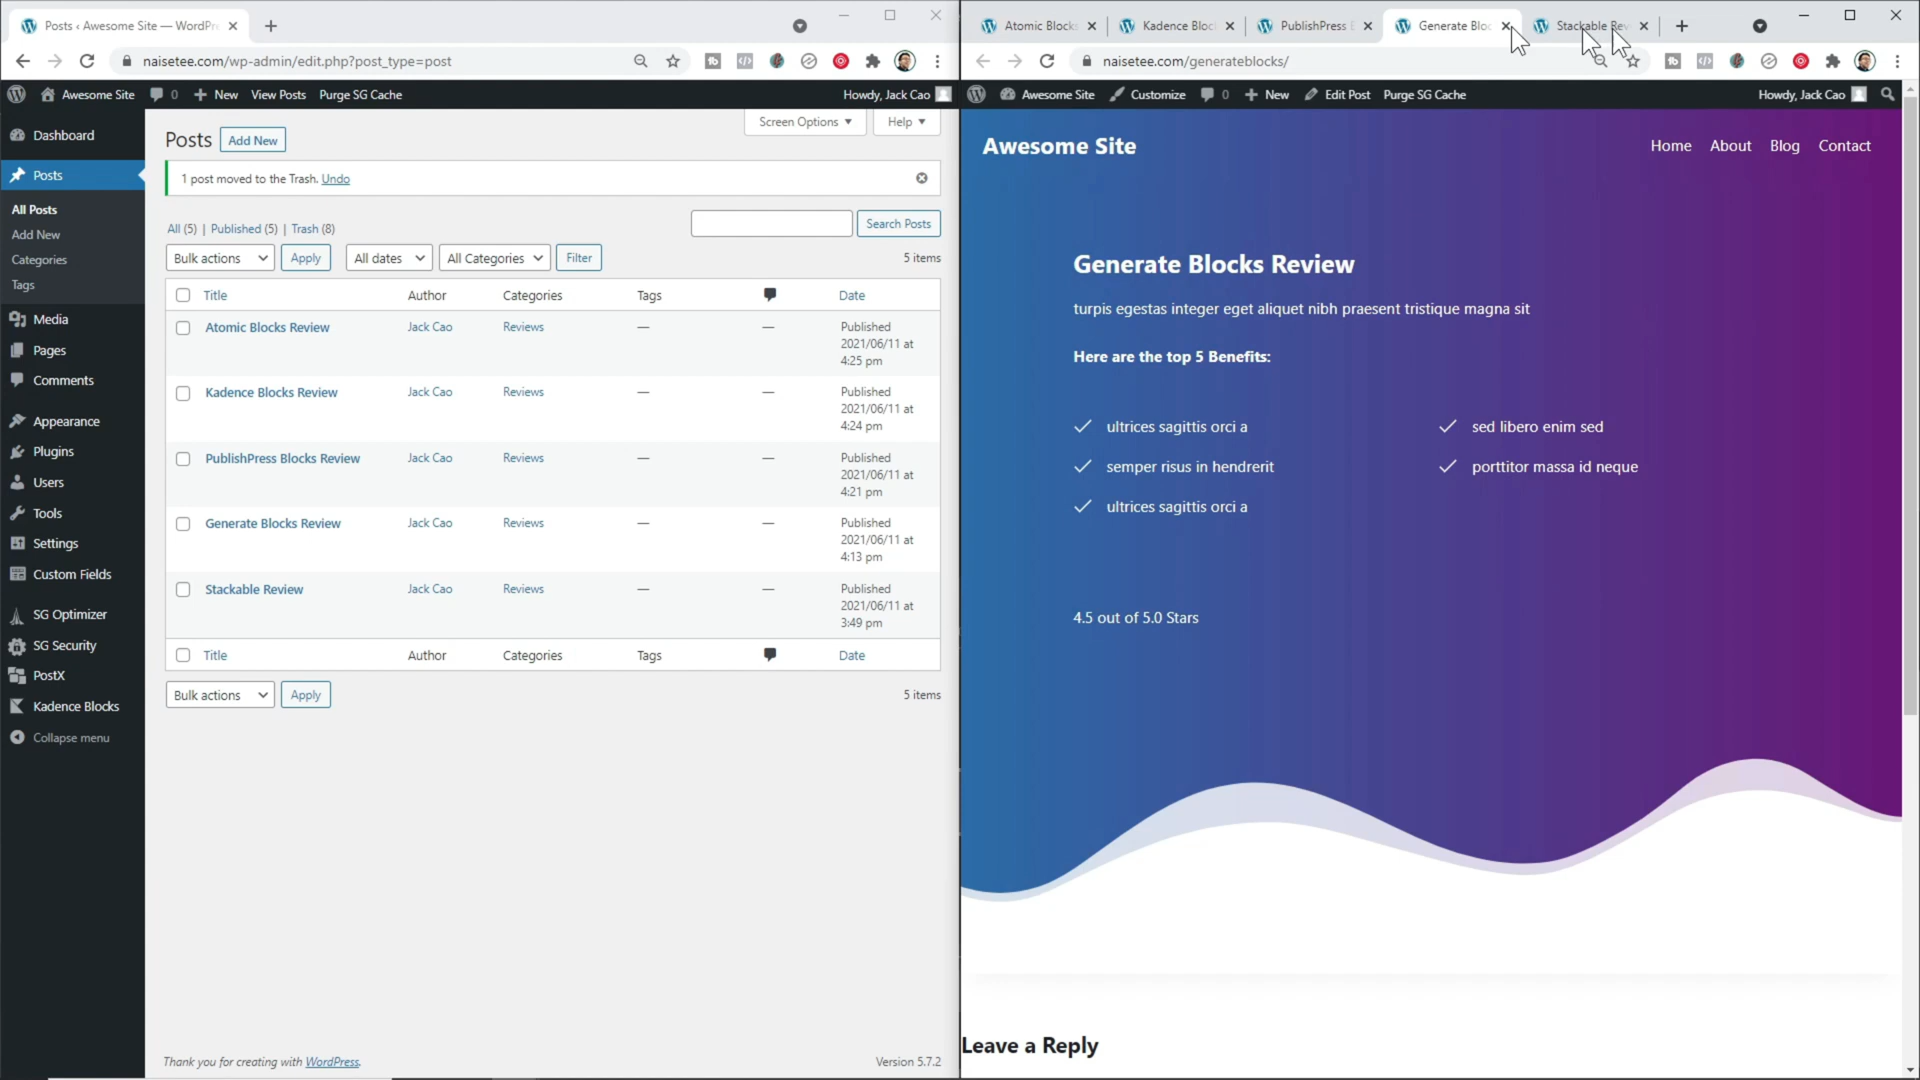 Posts ‹ Awesome Site — WordPr
naisetee.com/wp-admin/edit.php?post_type=post
Awesome Site
0
New
View Posts
Purge SG Cache
Howdy, Jack Cao
Dashboard
Posts
All Posts
Add New
Categories
Tags
Media
Pages
Comments
Appearance
Plugins
Users
Tools
Settings
Custom Fields
SG Optimizer
SG Security
PostX
Kadence Blocks
Collapse menu
Screen Options
Help
Posts
Add New
1 post moved to the Trash. Undo
All (5) | Published (5) | Trash (8)
Search Posts
Bulk actions
Apply
All dates
All Categories
Filter
5 items
Title Author Categories Tags Date
Atomic Blocks Review Jack Cao Reviews — — Published
2021/06/11 at
4:25 pm
Kadence Blocks Review Jack Cao Reviews — — Published
2021/06/11 at
4:24 pm
PublishPress Blocks Review Jack Cao Reviews — — Published
2021/06/11 at
4:21 pm
Generate Blocks Review Jack Cao Reviews — — Published
2021/06/11 at
4:13 pm
Stackable Review Jack Cao Reviews — — Published
2021/06/11 at
3:49 pm
Title Author Categories Tags Date
Bulk actions
Apply
5 items
Thank you for creating with WordPress.
Version 5.7.2
Atomic Blocks
Kadence Bloc
PublishPress
Generate Bloc
Stackable Rev
naisetee.com/generateblocks/
Awesome Site
Customize
0
New
Edit Post
Purge SG Cache
Howdy, Jack Cao
Awesome Site
Home
About
Blog
Contact
Generate Blocks Review
turpis egestas integer eget aliquet nibh praesent tristique magna sit
Here are the top 5 Benefits:
ultrices sagittis orci a
semper risus in hendrerit
ultrices sagittis orci a
sed libero enim sed
porttitor massa id neque
4.5 out of 5.0 Stars
Leave a Reply